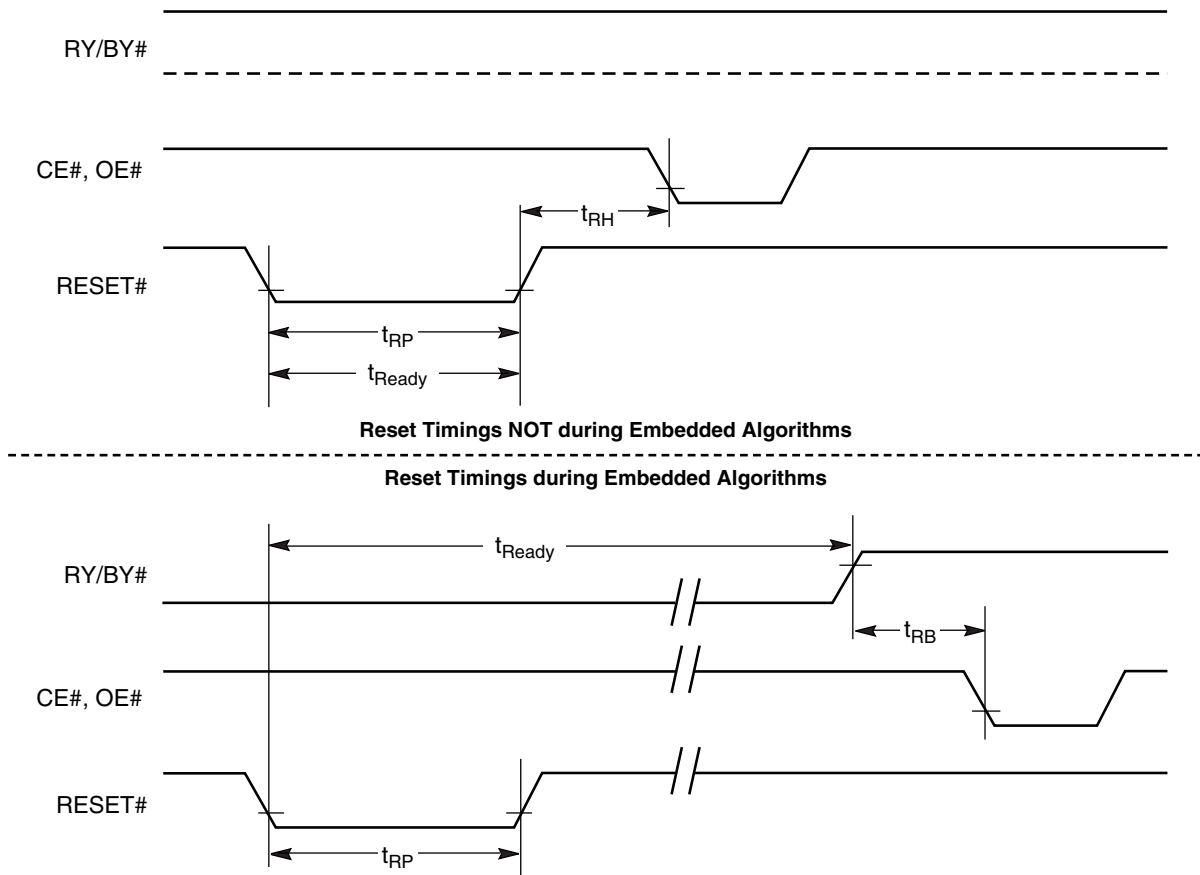 RY/BY#
CE#, OE#
tRH
RESET#
tRP
tReady
Reset Timings NOT during Embedded Algorithms
Reset Timings during Embedded Algorithms
tReady
RY/BY#
tRB
CE#, OE#
RESET#
tRP